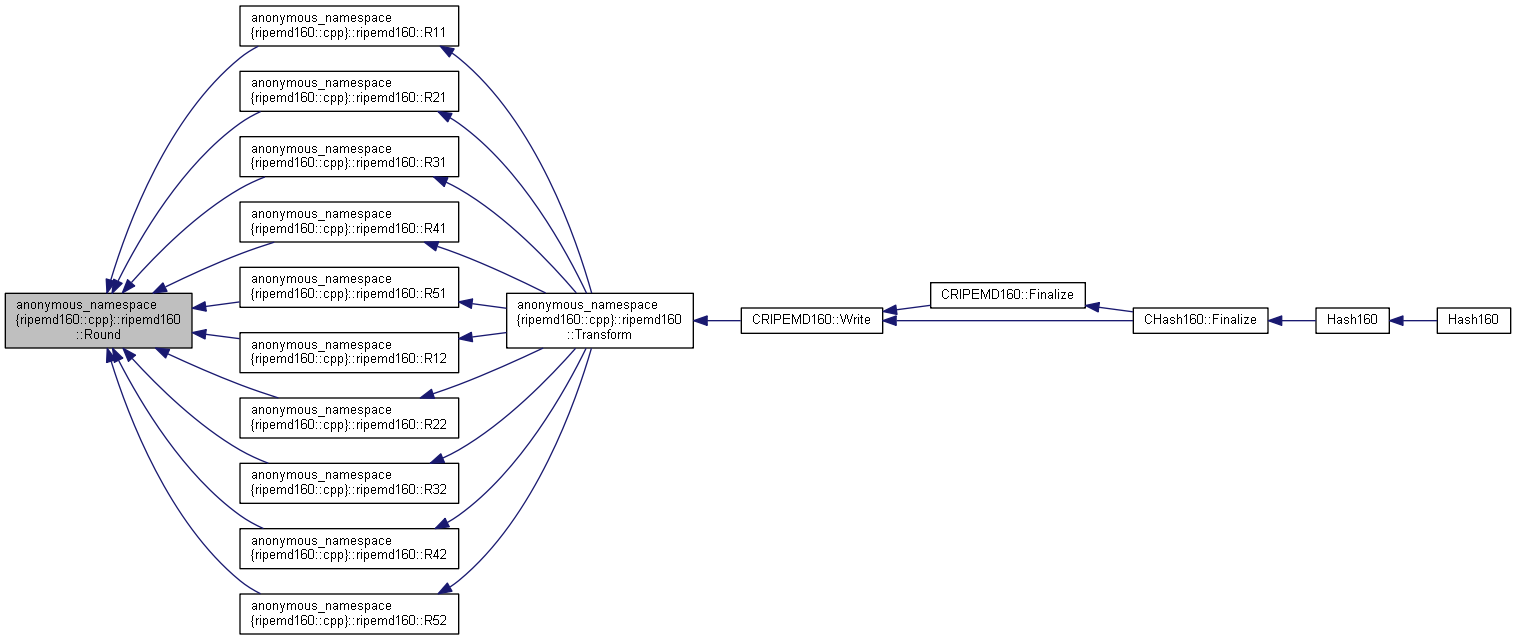 anonymous_namespace
{ripemd160::cpp}::ripemd160::R11
anonymous_namespace
{ripemd160::cpp}::ripemd160::R21
anonymous_namespace
{ripemd160::cpp}::ripemd160::R31
anonymous_namespace
{ripemd160::cpp}::ripemd160::R41
anonymous_namespace
{ripemd160::cpp}::ripemd160::R51
anonymous_namespace
{ripemd160::cpp}::ripemd160
::Round
anonymous_namespace
{ripemd160::cpp}::ripemd160::R12
anonymous_namespace
{ripemd160::cpp}::ripemd160::R22
anonymous_namespace
{ripemd160::cpp}::ripemd160::R32
anonymous_namespace
{ripemd160::cpp}::ripemd160::R42
anonymous_namespace
{ripemd160::cpp}::ripemd160::R52
anonymous_namespace
{ripemd160::cpp}::ripemd160
::Transform
CRIPEMD160::Write
CRIPEMD160::Finalize
CHash160::Finalize
Hash160
Hash160